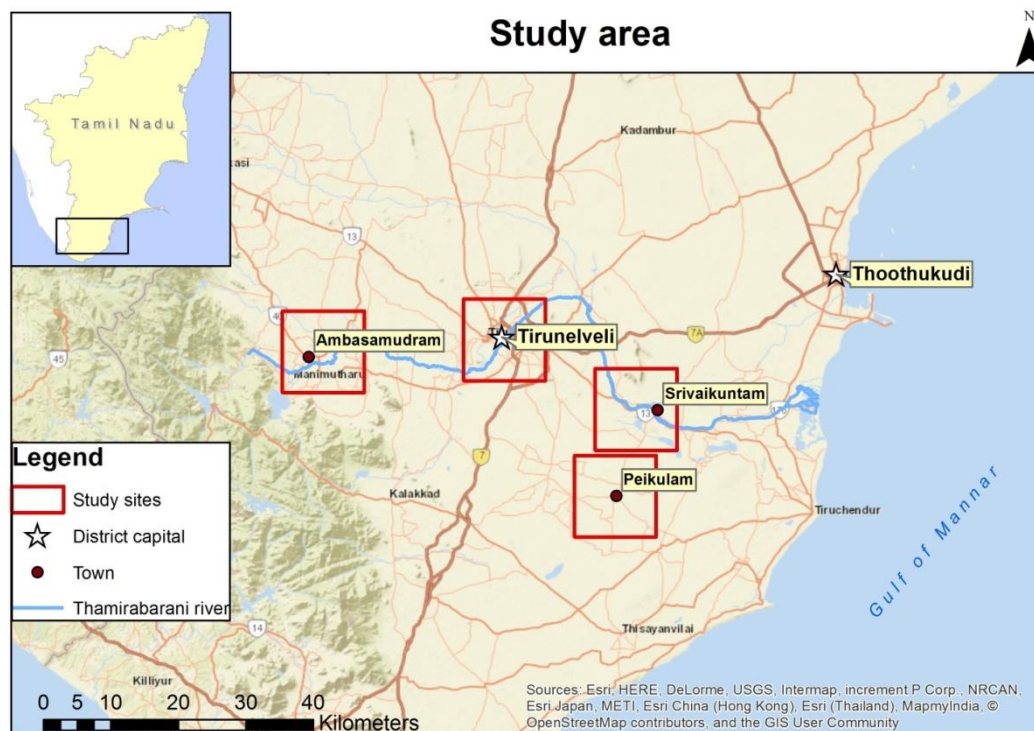 Study area
N
Tamil Nadu
Kadambur
kasi
13
Thoothukudi
40
Ambasamudram
Tirunelveli
7A
45
Manimutharu
Srivaikuntam
13
Legend
7
Peikulam
Study sites
Kalakkad
District capital
Tiruchendur
Town
Gulf of Mannar
Thamirabarani river
14
Thisayanvilai
Killiyur
0 5 10 20 30 40
Kilometers
Sources: Esri, HERE, DeLorme, USGS, Intermap, increment P Corp., NRCAN,
Esri Japan, METI, Esri China (Hong Kong), Esri (Thailand), MapmyIndia, ©
OpenStreetMap contributors, and the GIS User Community